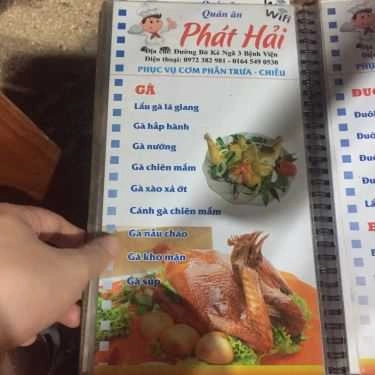 Quán ăn
Wifi
Phát Hải
Địa chỉ: Đường Bờ Kè Ngã 3 Bệnh Viện
Điện thoại: 0972 382 981 - 0164 549 0530
PHỤC VỤ CƠM PHẦN TRƯA - CHIỀU
GÀ
Lẩu gà lá giang
Gà hấp hành
Gà nướng
Gà chiên mắm
Gà xào xả ớt
Cánh gà chiên mắm
Gà nấu cháo
Gà kho mặn
Gà súp